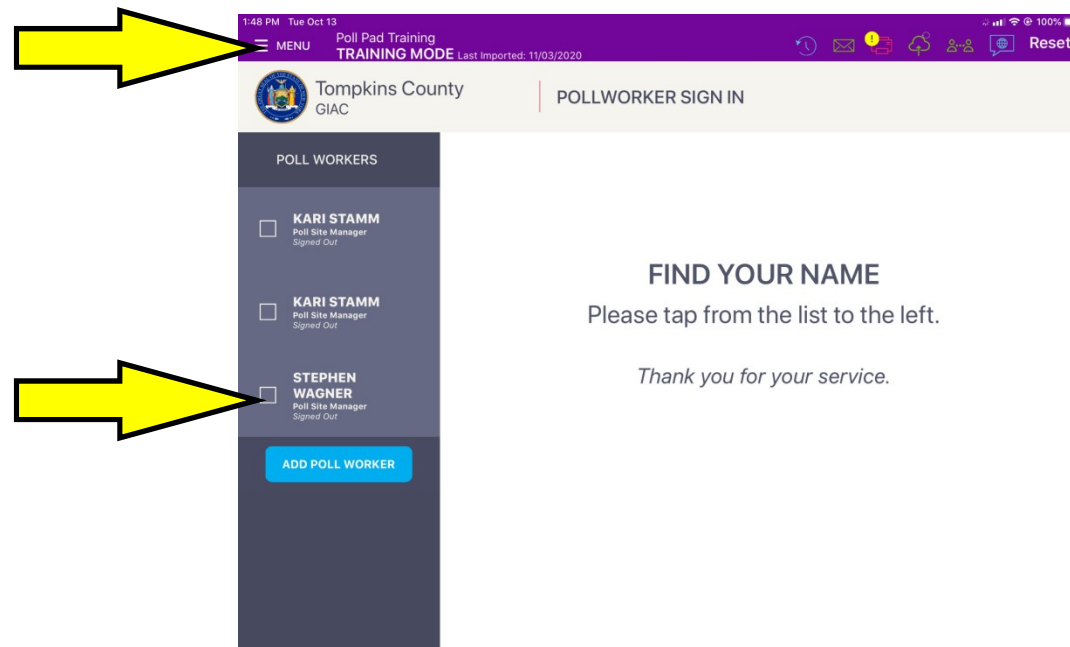 1:48 PM Tue Oct 13
100%
MENU
Poll Pad Training
TRAINING MODE Last Imported: 11/03/2020
!
Reset
Tompkins County
GIAC
POLLWORKER SIGN IN
POLL WORKERS
KARI STAMM
Poll Site Manager
Signed Out
KARI STAMM
Poll Site Manager
Signed Out
STEPHEN
WAGNER
Poll Site Manager
Signed Out
ADD POLL WORKER
FIND YOUR NAME
Please tap from the list to the left.
Thank you for your service.